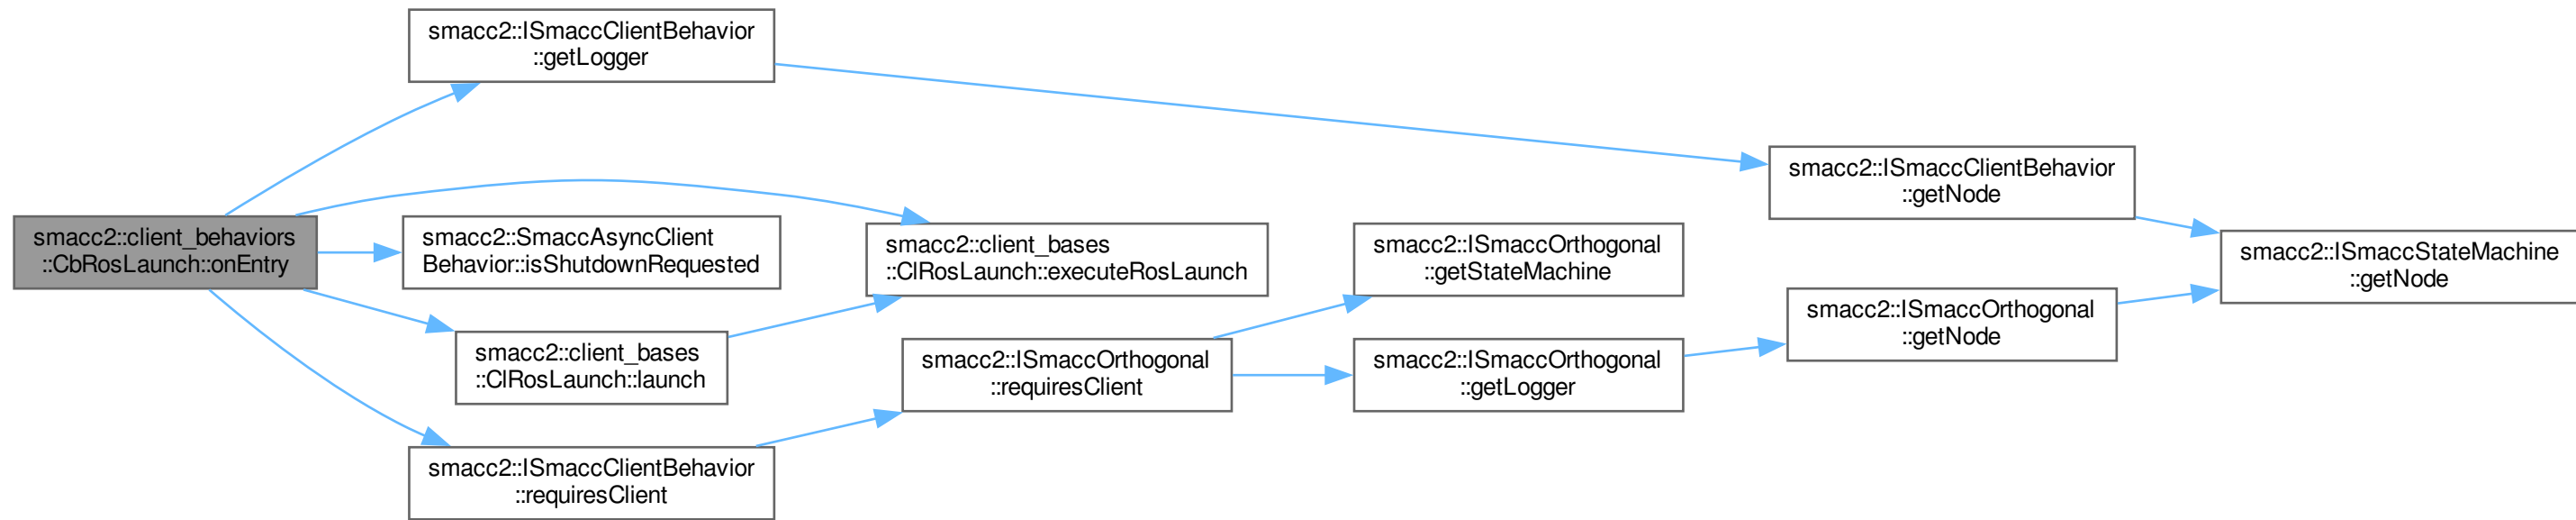 smacc2::client_behaviors
::CbRosLaunch::onEntry
smacc2::ISmaccClientBehavior
::getLogger
smacc2::SmaccAsyncClient
Behavior::isShutdownRequested
smacc2::client_bases
::ClRosLaunch::launch
smacc2::ISmaccClientBehavior
::requiresClient
smacc2::client_bases
::ClRosLaunch::executeRosLaunch
smacc2::ISmaccOrthogonal
::requiresClient
smacc2::ISmaccOrthogonal
::getStateMachine
smacc2::ISmaccOrthogonal
::getLogger
smacc2::ISmaccClientBehavior
::getNode
smacc2::ISmaccOrthogonal
::getNode
smacc2::ISmaccStateMachine
::getNode